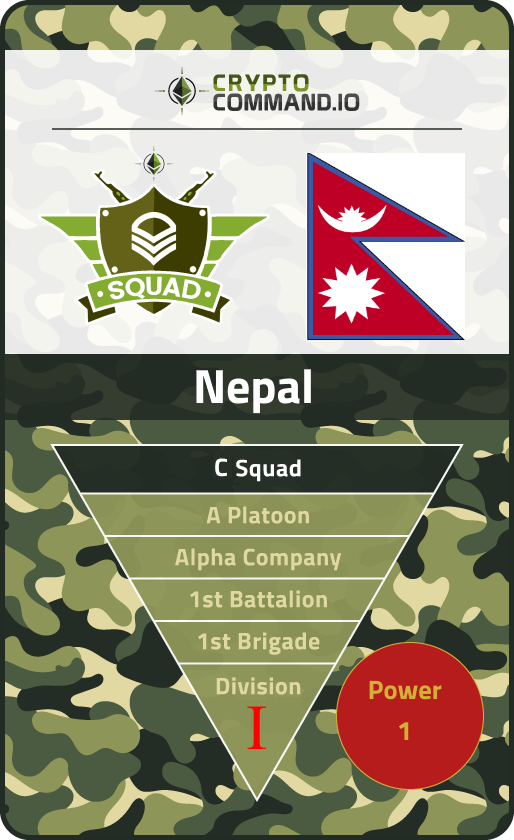 CRYPTO
COMMAND.IO
SQUAD
Nepal
C Squad
A Platoon
Alpha Company
1st Battalion
1st Brigade
Division
I
Power
1